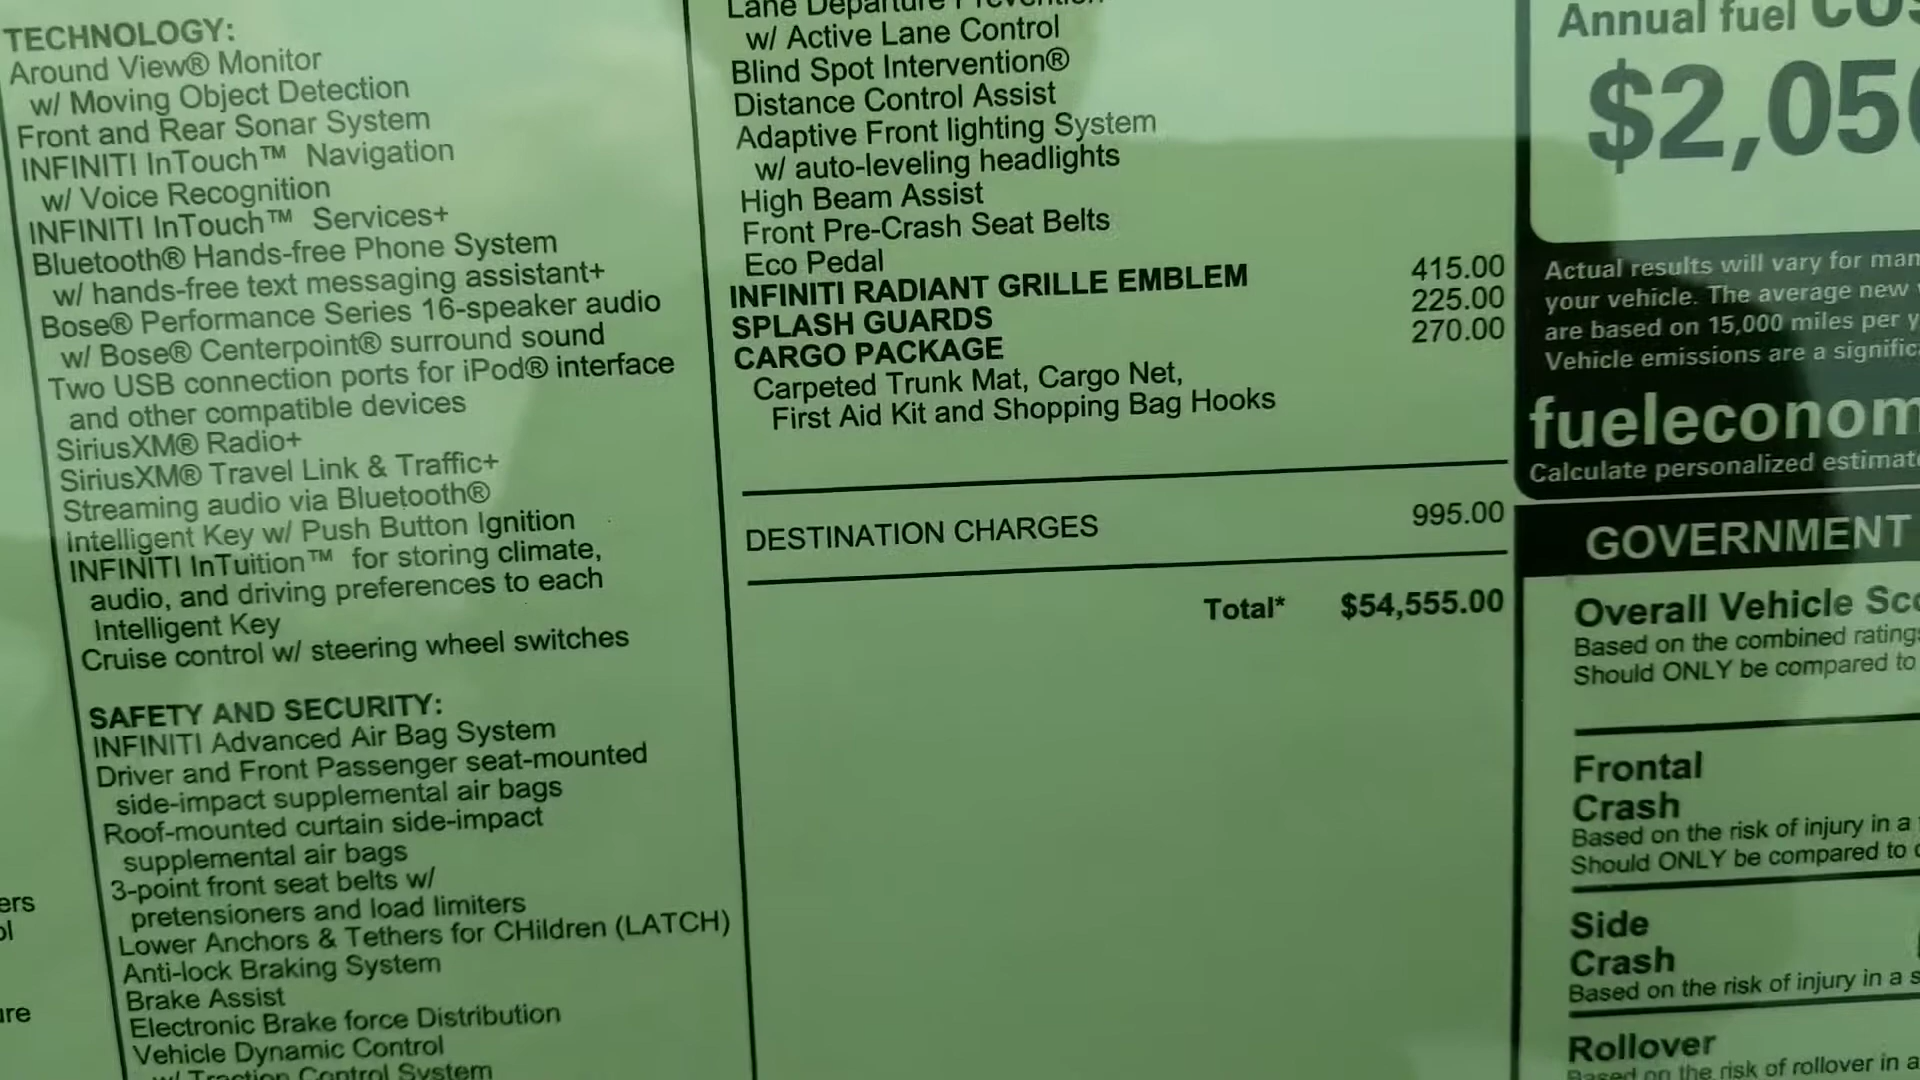 TECHNOLOGY:
Around View® Monitor
w/ Moving Object Detection
Front and Rear Sonar System
INFINITI InTouch™ Navigation
w/ Voice Recognition
INFINITI InTouch™ Services+
Bluetooth® Hands-free Phone System
w/ hands-free text messaging assistant+
Bose® Performance Series 16-speaker audio
w/ Bose® Centerpoint® surround sound
Two USB connection ports for iPod® interface
and other compatible devices
SiriusXM® Radio+
SiriusXM® Travel Link & Traffic+
Streaming audio via Bluetooth®
Intelligent Key w/ Push Button Ignition
INFINITI InTuition™ for storing climate,
audio, and driving preferences to each
Intelligent Key
Cruise control w/ steering wheel switches
SAFETY AND SECURITY:
INFINITI Advanced Air Bag System
Driver and Front Passenger seat-mounted
side-impact supplemental air bags
Roof-mounted curtain side-impact
supplemental air bags
3-point front seat belts w/
pretensioners and load limiters
Lower Anchors & Tethers for CHildren (LATCH)
Anti-lock Braking System
Brake Assist
Electronic Brake force Distribution
Vehicle Dynamic Control
w/ Traction Control System
Lane Departure Prevention
w/ Active Lane Control
Blind Spot Intervention®
Distance Control Assist
Adaptive Front lighting System
w/ auto-leveling headlights
High Beam Assist
Front Pre-Crash Seat Belts
Eco Pedal
INFINITI RADIANT GRILLE EMBLEM 415.00
SPLASH GUARDS 225.00
CARGO PACKAGE 270.00
Carpeted Trunk Mat, Cargo Net,
First Aid Kit and Shopping Bag Hooks
DESTINATION CHARGES 995.00
Total* $54,555.00
Annual fuel
$2,05
Actual results will vary for
your vehicle. The average new
are based on 15,000 miles per
Vehicle emissions are a
Calculate personalized
GOVERNMENT
Overall Vehicle
Based on the combined
Should ONLY be compared to
Frontal
Crash
Based on the risk of injury in a
Should ONLY be compared to
Side
Crash
Based on the risk of injury in a
Rollover
Based on the risk of rollover in a